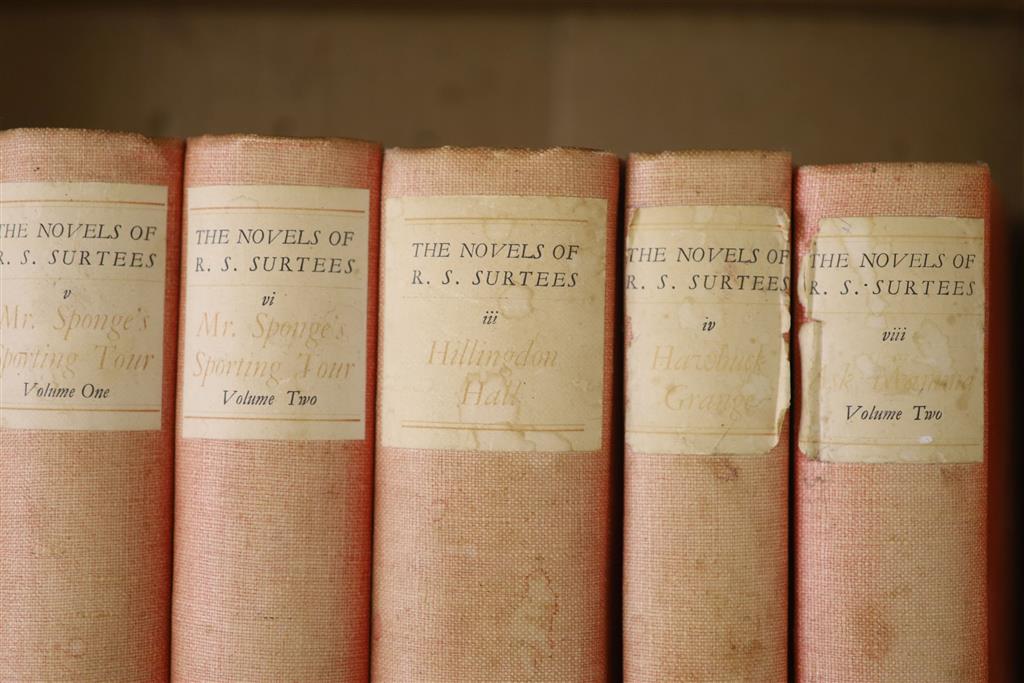 THE NOVELS OF
R. S. SURTEES
v
Mr. Sponge's
Sporting Tour
Volume One
THE NOVELS OF
R. S. SURTEES
vi
Mr. Sponge's
Sporting Tour
Volume Two
THE NOVELS OF
R. S. SURTEES
iii
Hillingdon
Hall
THE NOVELS OF
R. S. SURTEES
iv
Hawbuck
Grange
THE NOVELS OF
R. S. SURTEES
viii
Ask Mamma
Volume Two